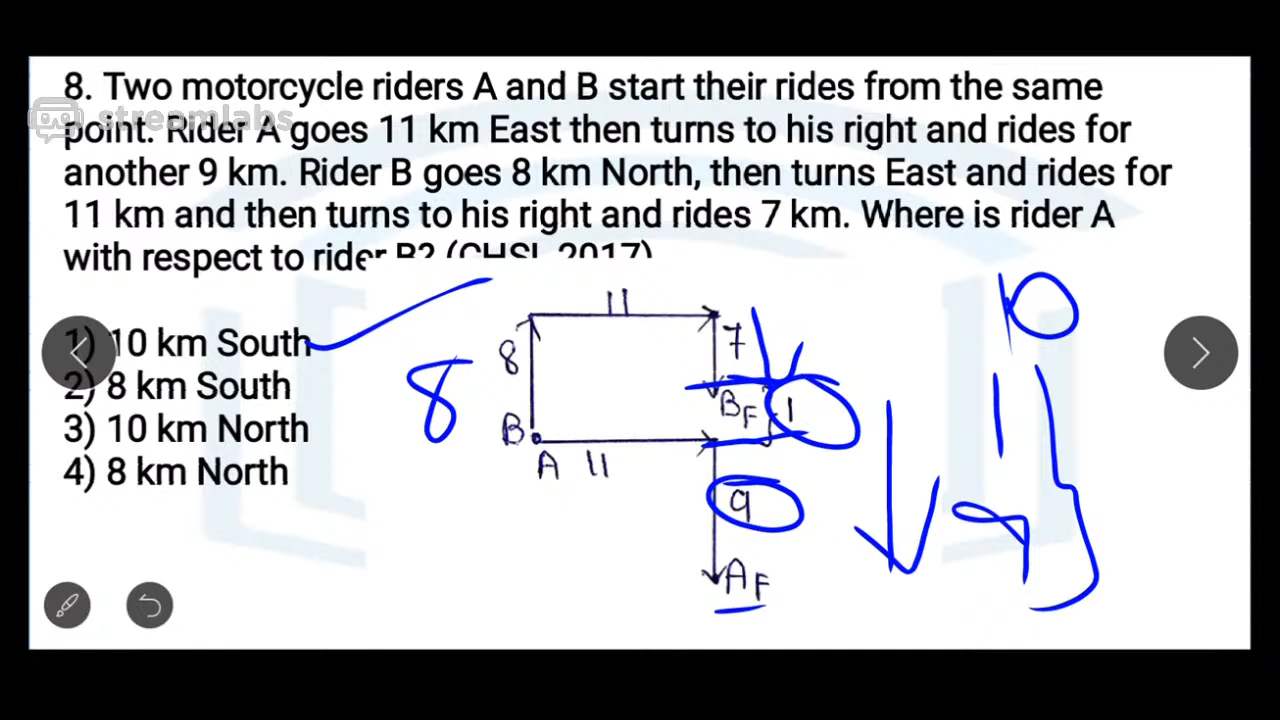 8. Two motorcycle riders A and B start their rides from the same
streamlabs
point. Rider A goes 11 km East then turns to his right and rides for
another 9 km. Rider B goes 8 km North, then turns East and rides for
11 km and then turns to his right and rides 7 km. Where is rider A
with respect to rider B? (CHSL 2017)
11
10
1) 10 km South
8
7
8
2) 8 km South
BF
1
1
3) 10 km North
B
A 11
4) 8 km North
9
9
AF